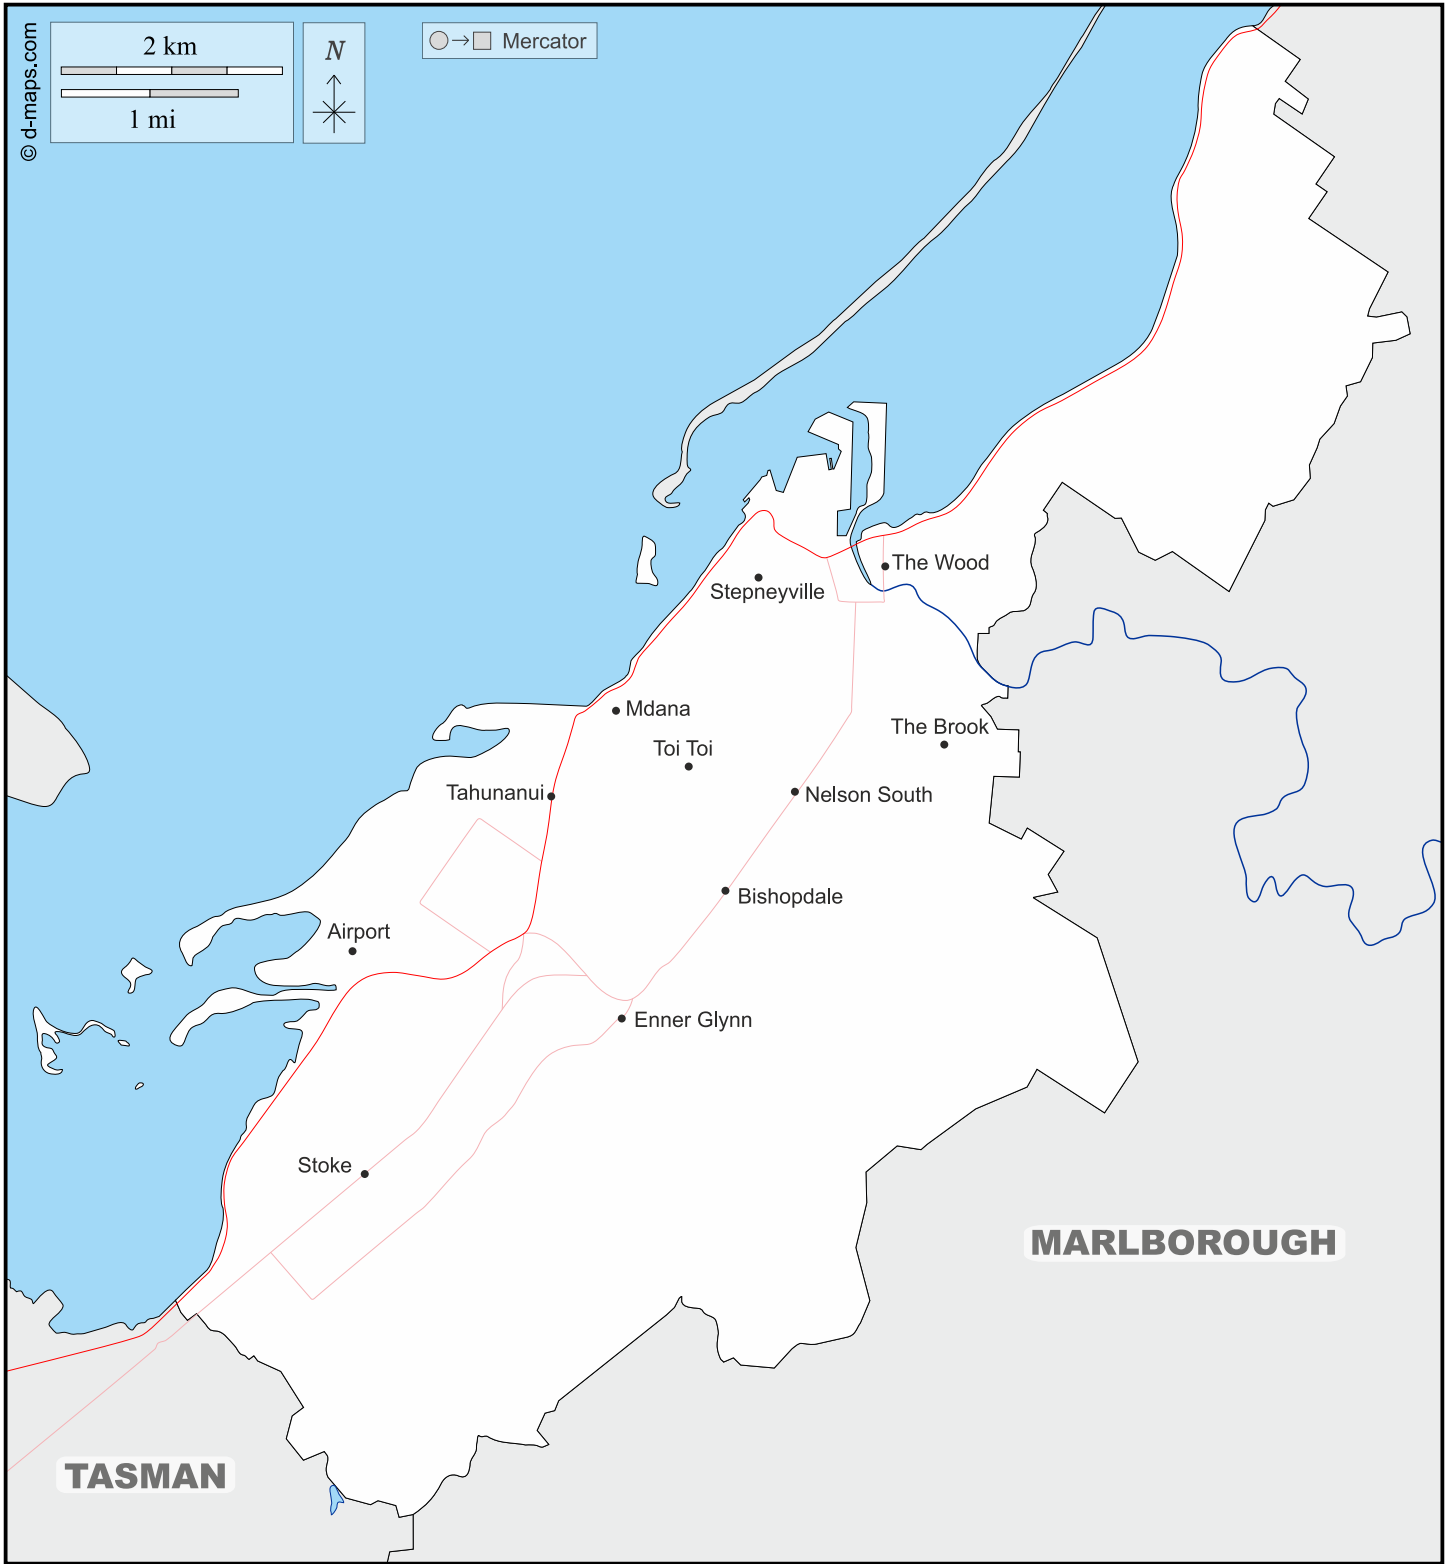 © d-maps.com
2 km
1 mi
N
Mercator
The Wood
Stepneyville
Mdana
The Brook
Toi Toi
Tahunanui
Nelson South
Bishopdale
Airport
Enner Glynn
Stoke
MARLBOROUGH
TASMAN